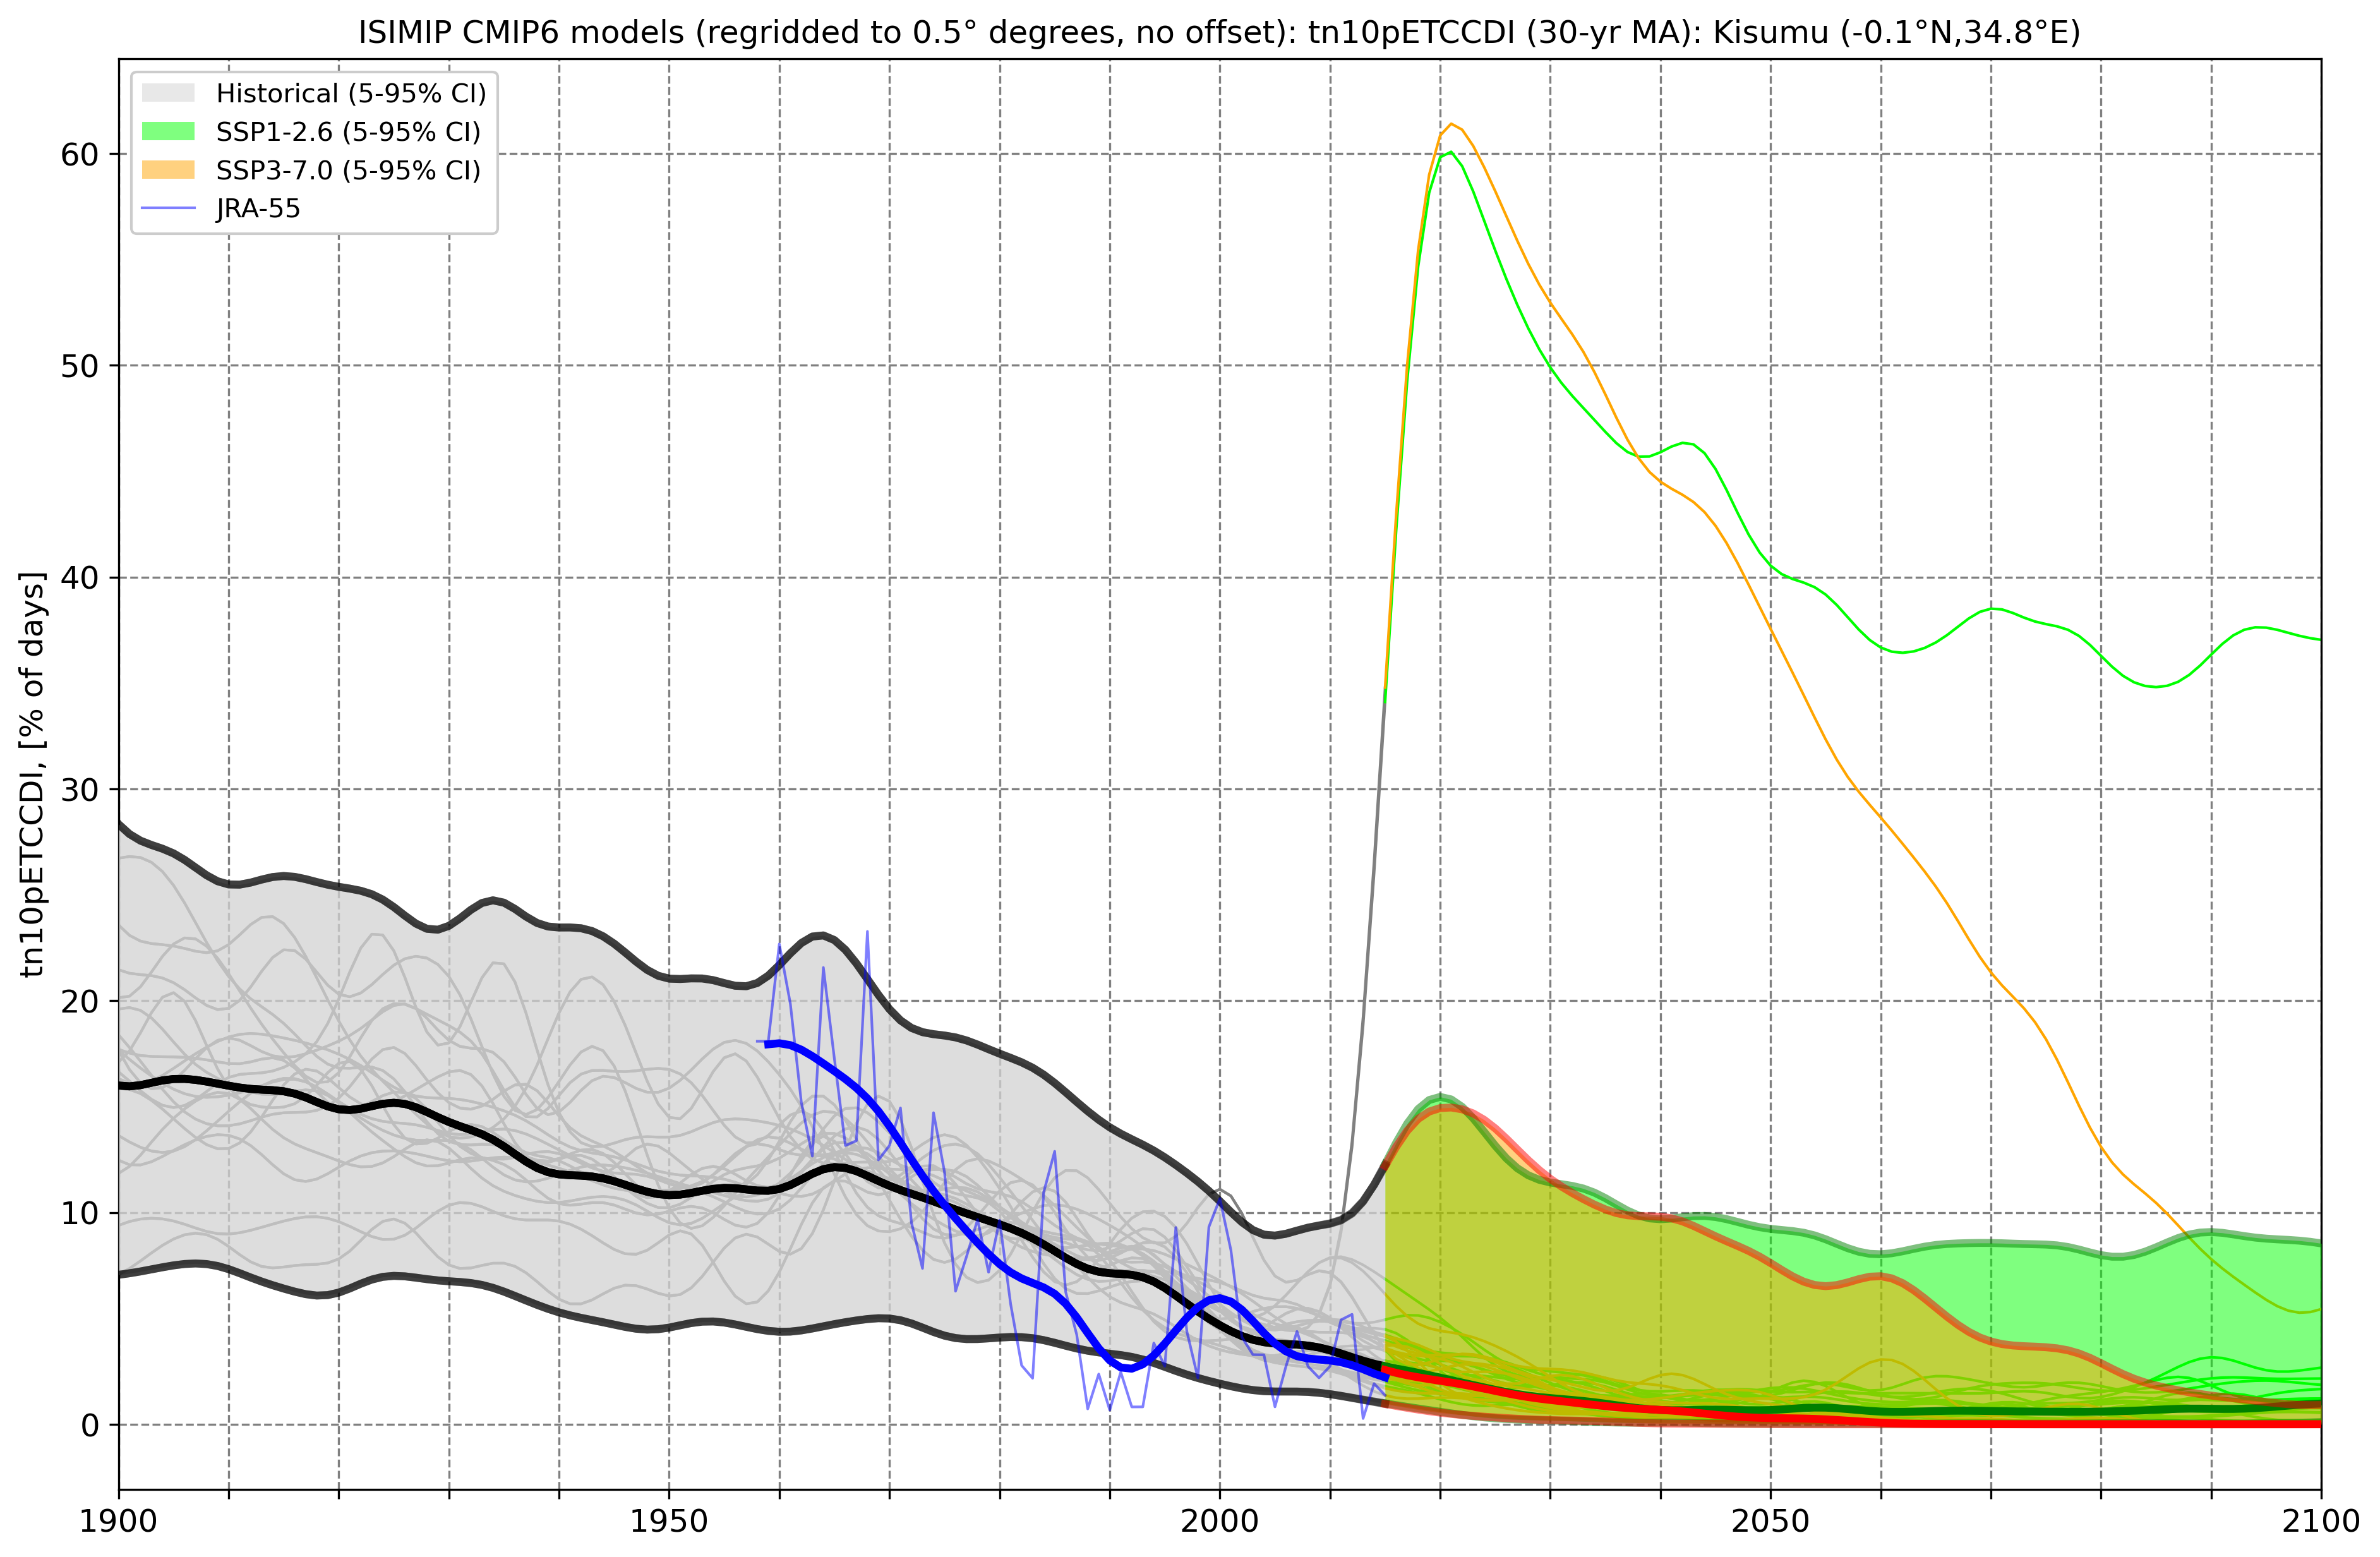 ISIMIP CMIP6 models (regridded to 0.5° degrees, no offset): tn10pETCCDI (30-yr MA): Kisumu (-0.1°N,34.8°E)
Historical (5-95% CI)
SSP1-2.6 (5-95% CI)
SSP3-7.0 (5-95% CI)
JRA-55
tn10pETCCDI, [% of days]
60
50
40
30
20
10
0
1900
1950
2000
2050
2100